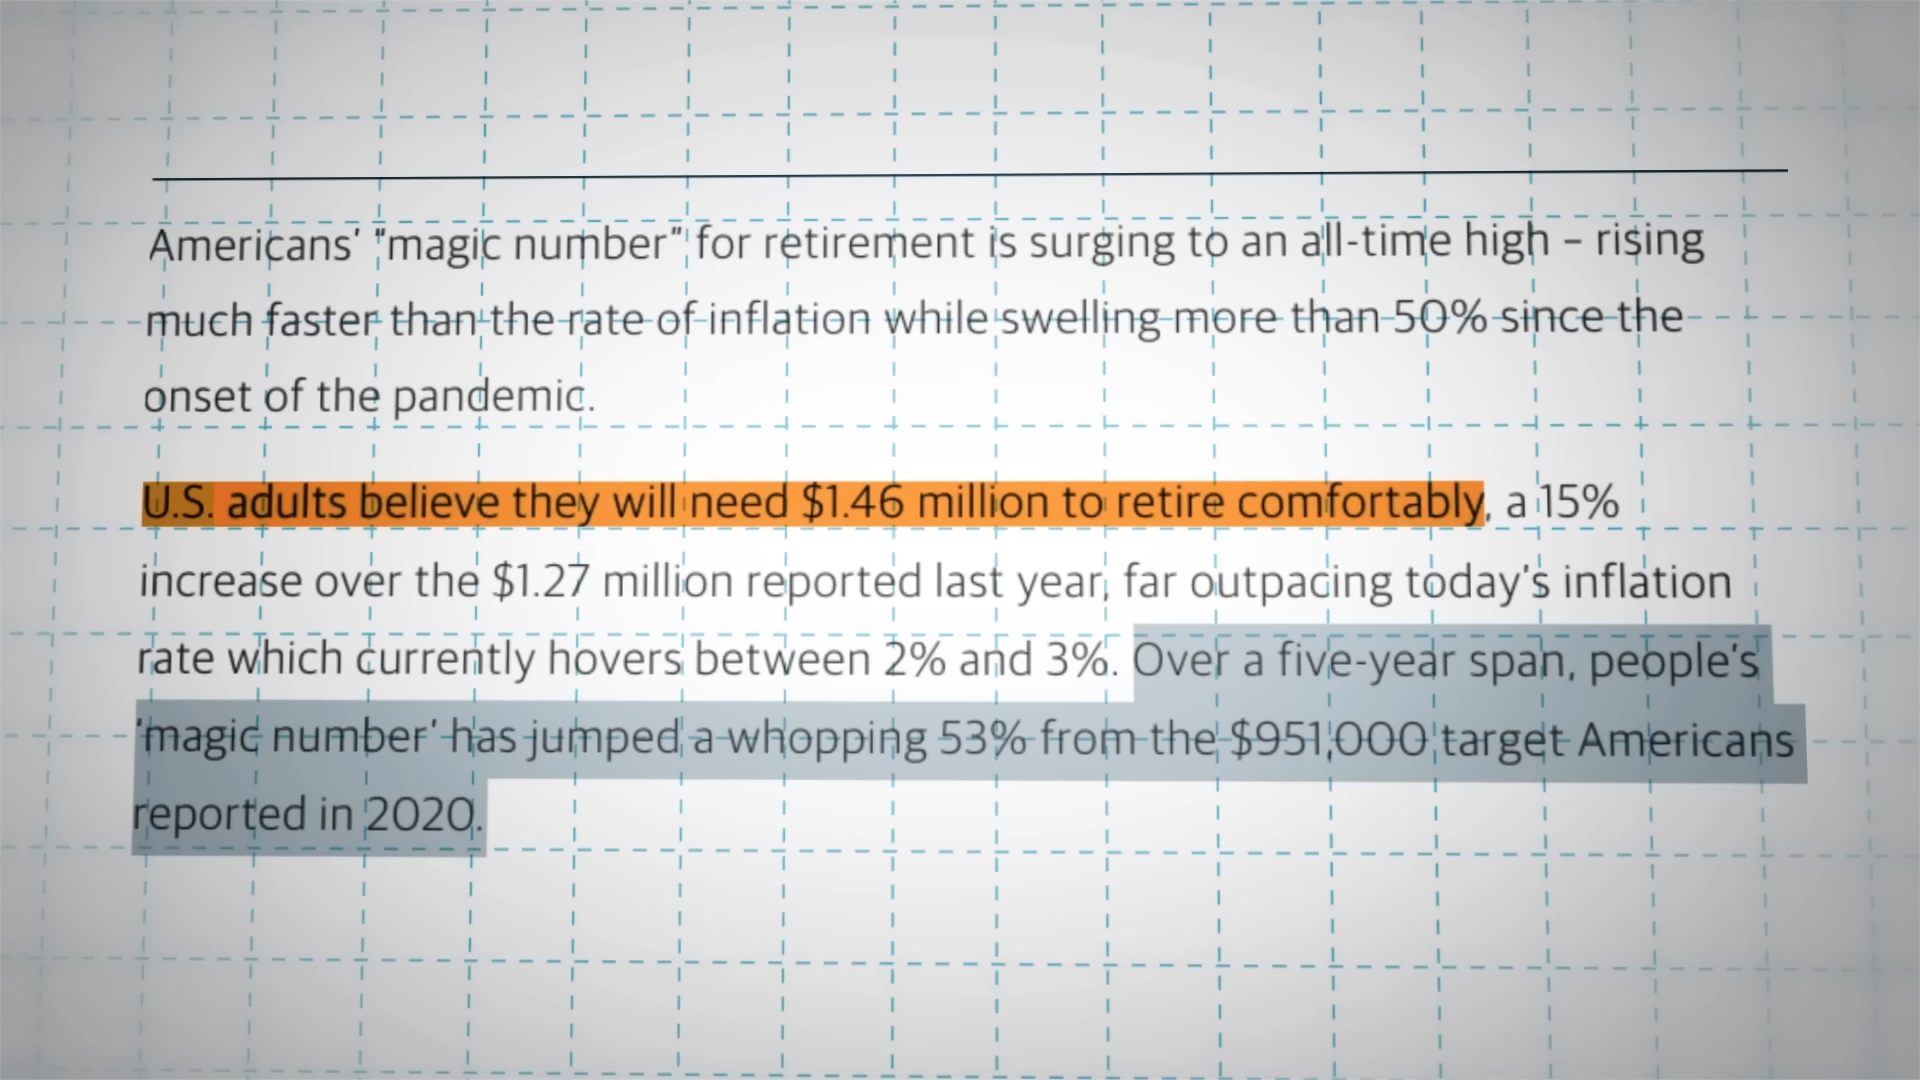 Americans’ “magic number” for retirement is surging to an all-time high – rising
much faster than the rate of inflation while swelling more than 50% since the
onset of the pandemic.
U.S. adults believe they will need $1.46 million to retire comfortably, a 15%
increase over the $1.27 million reported last year, far outpacing today's inflation
rate which currently hovers between 2% and 3%. Over a five-year span, people's
'magic number' has jumped a whopping 53% from the $951,000 target Americans
reported in 2020.